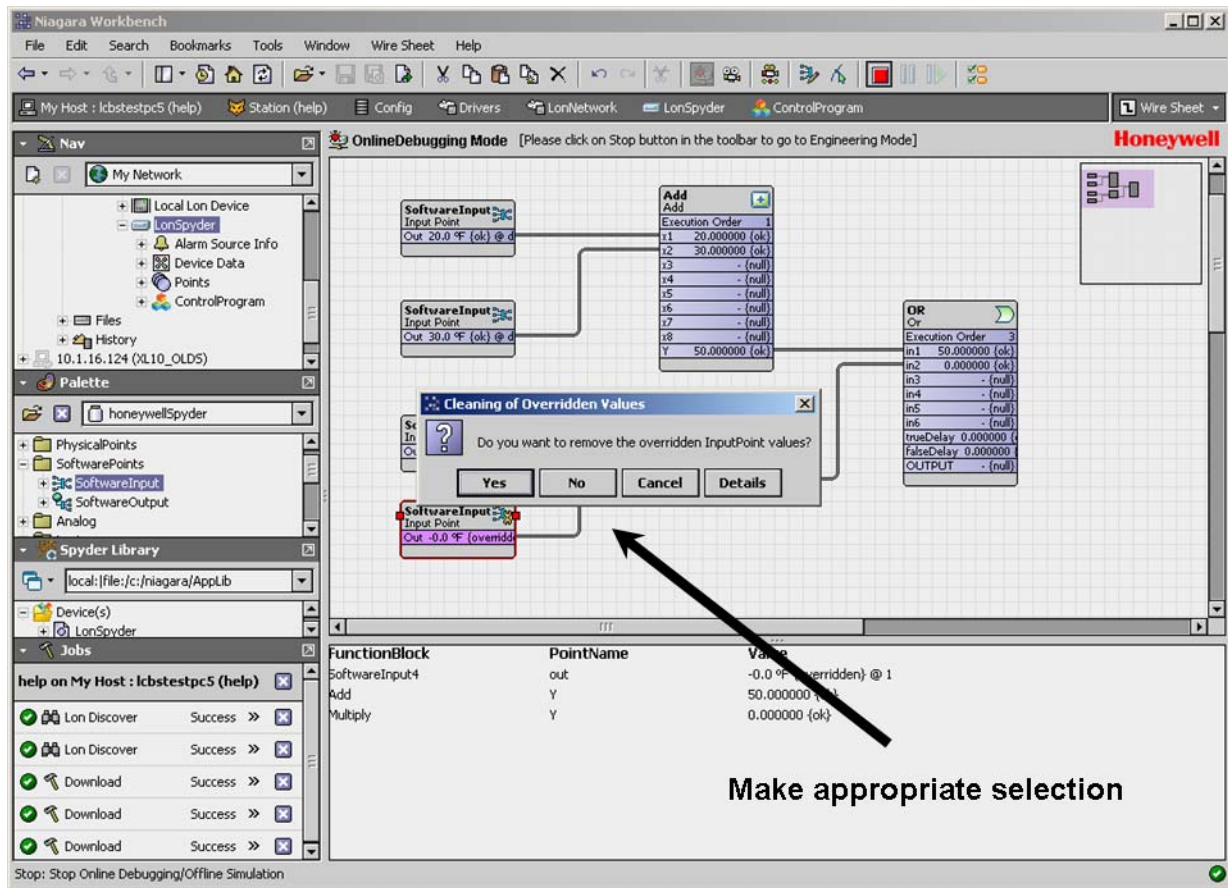 Niagara Workbench
File Edit Search Bookmarks Tools Window Wire Sheet Help
My Host : lcbstestpc5 (help) Station (help) Config Drivers LonNetwork LonSpyder ControlProgram Wire Sheet
Nav
My Network
Local Lon Device
LonSpyder
Alarm Source Info
Device Data
Points
ControlProgram
Files
History
10.1.16.124 (XL10_OLDS)
Palette
honeywellSpyder
PhysicalPoints
SoftwarePoints
SoftwareInput
SoftwareOutput
Analog
Spyder Library
local:|file:/c:/niagara/AppLib
Device(s)
LonSpyder
Jobs
help on My Host : lcbstestpc5 (help)
Lon Discover Success »
Lon Discover Success »
Download Success »
Download Success »
Download Success »
OnlineDebugging Mode [Please click on Stop button in the toolbar to go to Engineering Mode]
Honeywell
SoftwareInput
Input Point
Out 20.0 ºF {ok} @ d
SoftwareInput
Input Point
Out 30.0 ºF {ok} @ d
Add
Add
Execution Order 1
x1 20.000000 {ok}
x2 30.000000 {ok}
x3 - {null}
x4 - {null}
x5 - {null}
x6 - {null}
x7 - {null}
x8 - {null}
Y 50.000000 {ok}
OR
Or
Execution Order 3
in1 50.000000 {ok}
in2 0.000000 {ok}
in3 - {null}
in4 - {null}
in5 - {null}
in6 - {null}
trueDelay 0.000000
falseDelay 0.000000
OUTPUT - {null}
Cleaning of Overridden Values
Do you want to remove the overridden InputPoint values?
Yes No Cancel Details
SoftwareInput
Input Point
Out -0.0 ºF {overridd
FunctionBlock PointName Value
SoftwareInput4 out -0.0 ºF {overridden} @ 1
Add Y 50.000000 {ok}
Multiply Y 0.000000 {ok}
Make appropriate selection
Stop: Stop Online Debugging/Offline Simulation